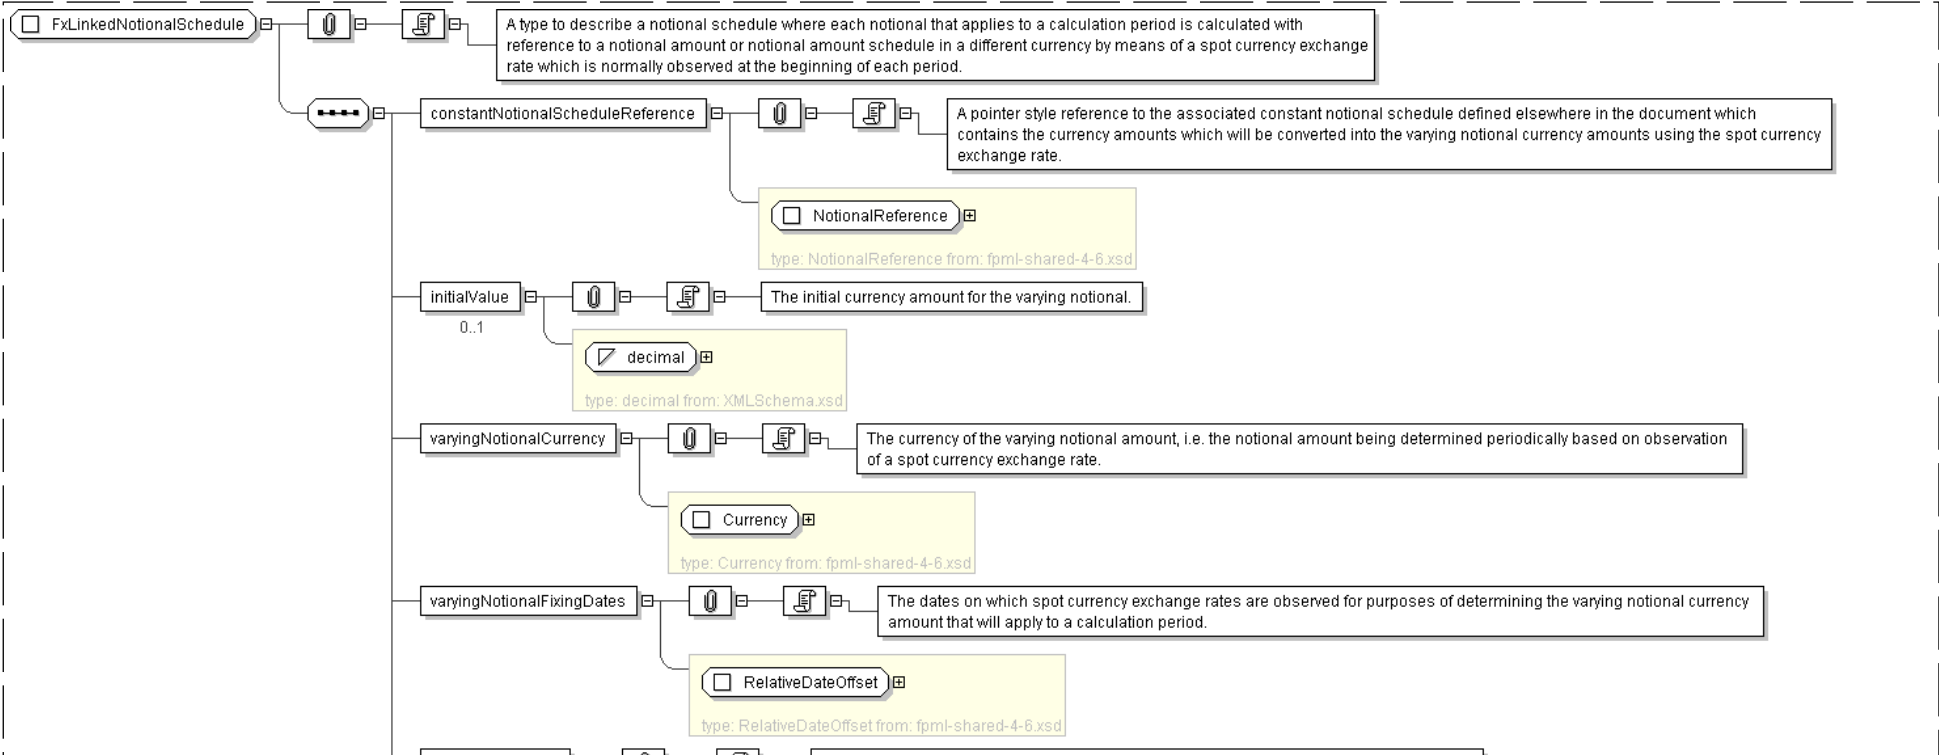 FxLinkedNotionalSchedule
A type to describe a notional schedule where each notional that applies to a calculation period is calculated with
reference to a notional amount or notional amount schedule in a different currency by means of a spot currency exchange
rate which is normally observed at the beginning of each period.
constantNotionalScheduleReference
A pointer style reference to the associated constant notional schedule defined elsewhere in the document which
contains the currency amounts which will be converted into the varying notional currency amounts using the spot currency
exchange rate.
NotionalReference
type: NotionalReference from: fpml-shared-4-6.xsd
initialValue
The initial currency amount for the varying notional.
0..1
decimal
type: decimal from: XMLSchema.xsd
varyingNotionalCurrency
The currency of the varying notional amount, i.e. the notional amount being determined periodically based on observation
of a spot currency exchange rate.
Currency
type: Currency from: fpml-shared-4-6.xsd
varyingNotionalFixingDates
The dates on which spot currency exchange rates are observed for purposes of determining the varying notional currency
amount that will apply to a calculation period.
RelativeDateOffset
type: RelativeDateOffset from: fpml-shared-4-6.xsd